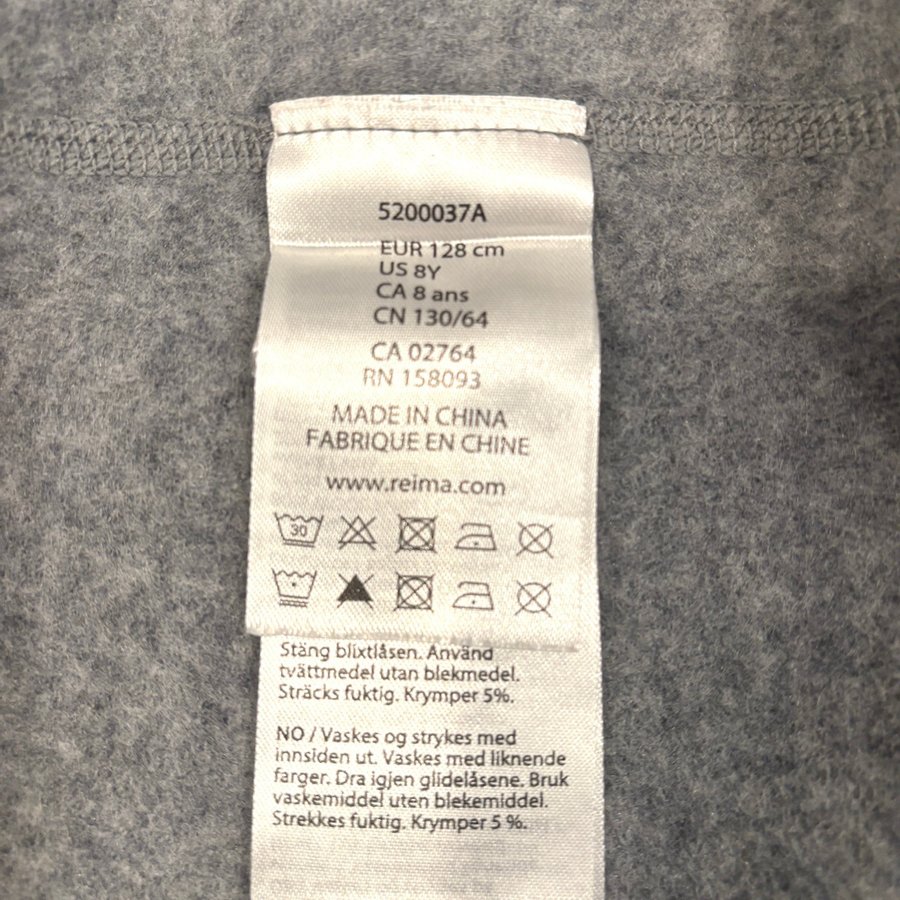 5200037A
EUR 128 cm
US 8Y
CA 8 ans
CN 130/64
CA 02764
RN 158093
MADE IN CHINA
FABRIQUE EN CHINE
www.reima.com
30
Stäng blixtlåsen. Använd
tvättmedel utan blekmedel.
Sträcks fuktig. Krymper 5%.
NO / Vaskes og strykes med
innsiden ut. Vaskes med liknende
farger. Dra igjen glidelåsene. Bruk
vaskemiddel uten blekemiddel.
Strekkes fuktig. Krymper 5 %.